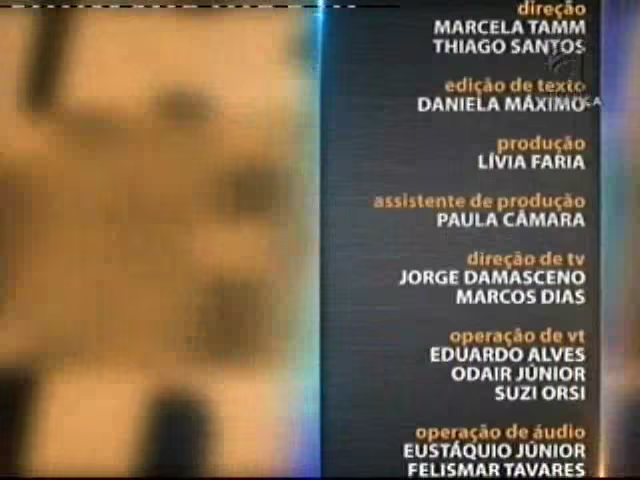 direção
MARCELA TAMM
THIAGO SANTOS
edição de texto
DANIELA MÁXIMO
produção
LÍVIA FARIA
assistente de produção
PAULA CÂMARA
direção de tv
JORGE DAMASCENO
MARCOS DIAS
operação de vt
EDUARDO ALVES
ODAIR JÚNIOR
SUZI ORSI
operação de áudio
EUSTÁQUIO JÚNIOR
FELISMAR TAVARES